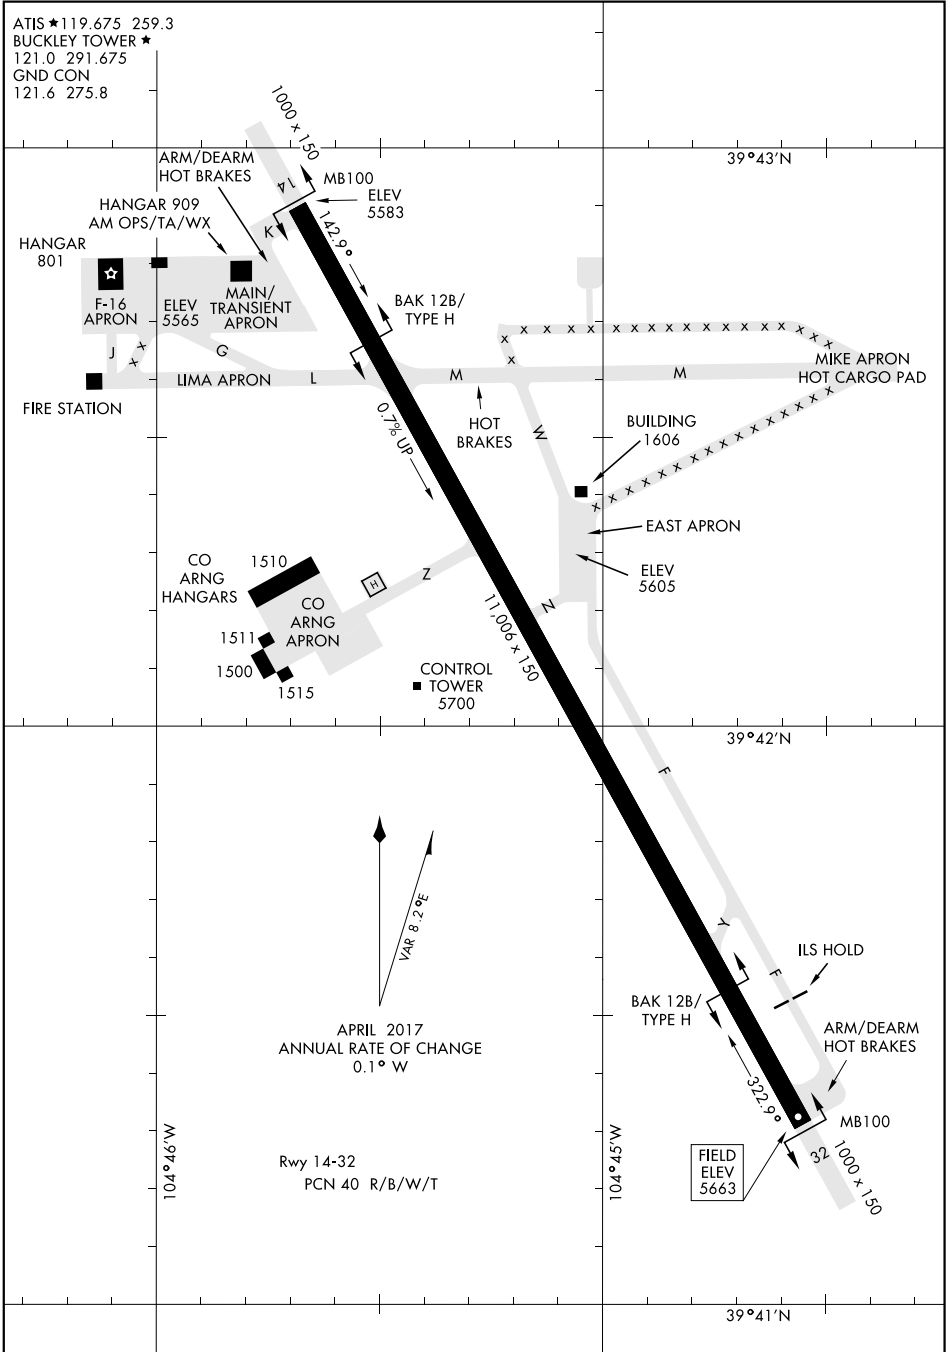 ATIS ★ 119.675 259.3
BUCKLEY TOWER ★
121.0 291.675
GND CON
121.6 275.8
1000 x 150
39°43'N
ARM/DEARM
HOT BRAKES
14
MB100
ELEV
5583
HANGAR 909
AM OPS/TA/WX
K
142.9°
HANGAR
801
F-16
APRON
ELEV
5565
MAIN/
TRANSIENT
APRON
BAK 12B/
TYPE H
J
x
x
G
LIMA APRON
L
M
x x x x x x x x x x x x x
x
x
x
M
MIKE APRON
HOT CARGO PAD
FIRE STATION
0.7% UP
HOT
BRAKES
W
BUILDING
1606
x x x x x x x x x x x x x x x x
EAST APRON
ELEV
5605
CO
ARNG
HANGARS
1510
H
Z
CO
ARNG
APRON
N
11,006 x 150
1511
1500
1515
CONTROL
TOWER
5700
39°42'N
F
VAR 8.2°E
Y
F
ILS HOLD
BAK 12B/
TYPE H
APRIL 2017
ANNUAL RATE OF CHANGE
0.1° W
ARM/DEARM
HOT BRAKES
322.9°
MB100
104°46'W
Rwy 14-32
PCN 40 R/B/W/T
104°45'W
FIELD
ELEV
5663
32
1000 x 150
39°41'N